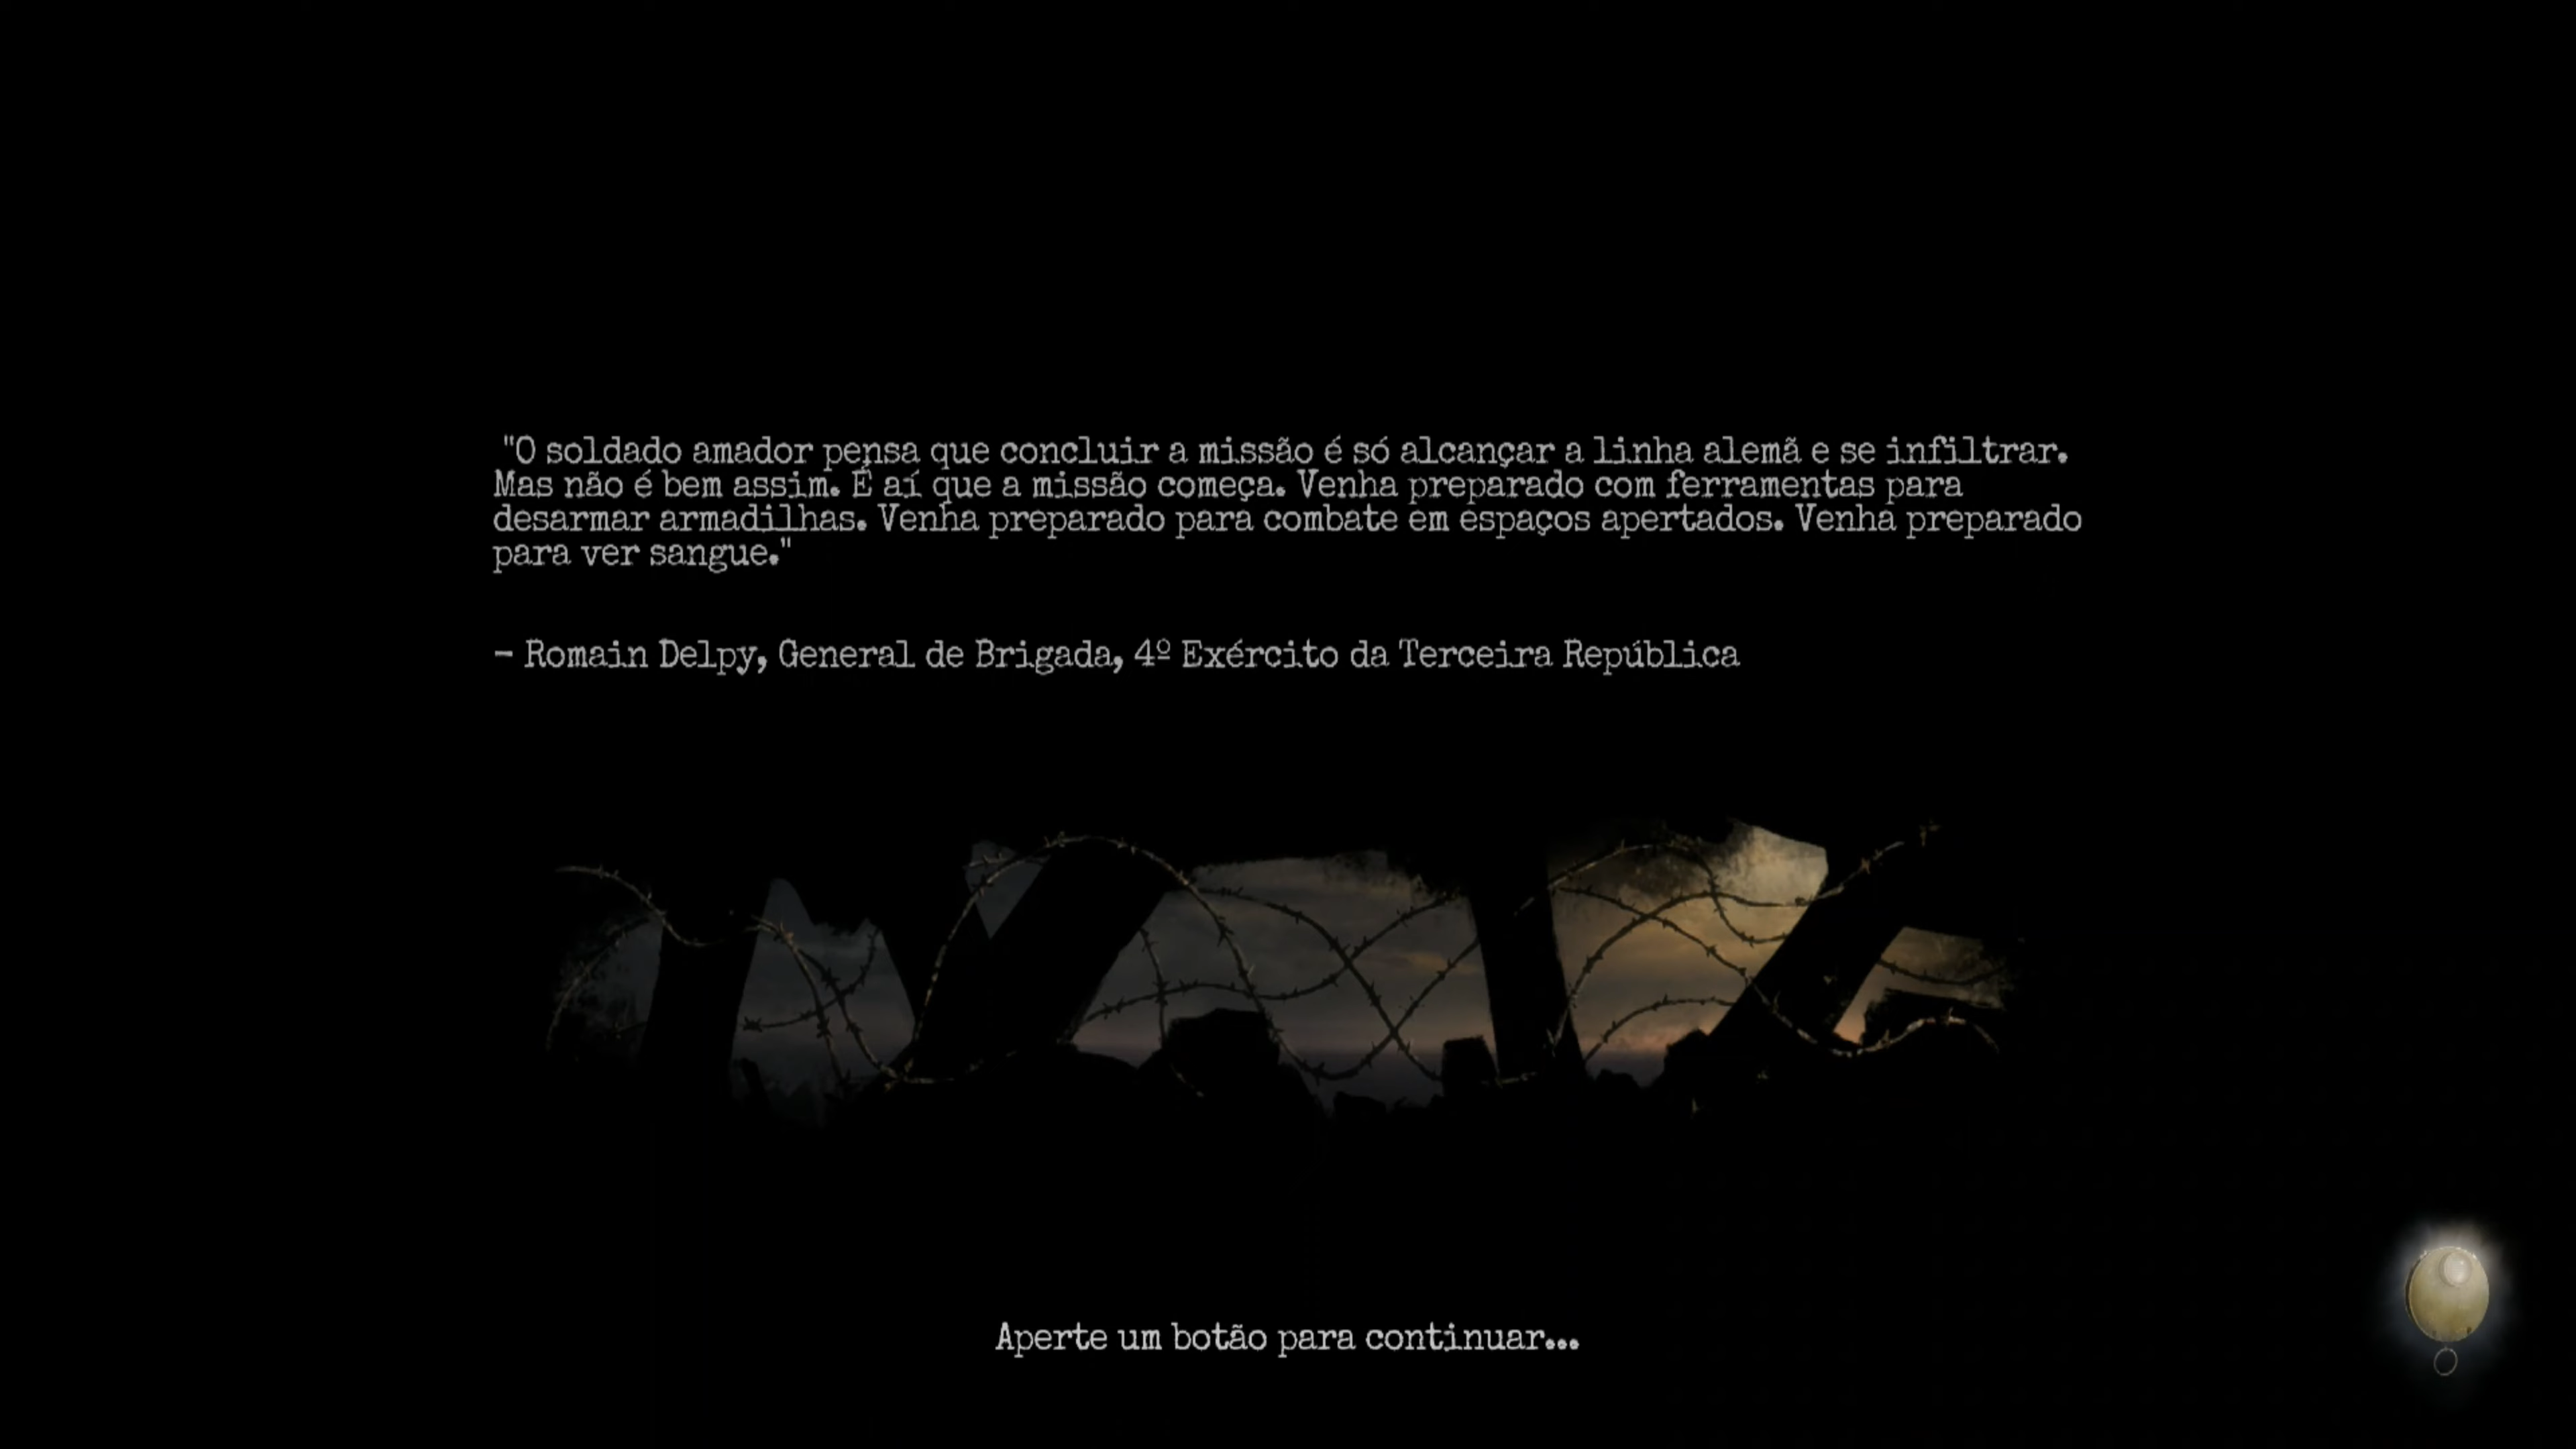 "O soldado amador pensa que concluir a missão é só alcançar a linha alemã e se infiltrar.
Mas não é bem assim. É aí que a missão começa. Venha preparado com ferramentas para
desarmar armadilhas. Venha preparado para combate em espaços apertados. Venha preparado
para ver sangue."
- Romain Delpy, General de Brigada, 4º Exército da Terceira República
Aperte um botão para continuar...